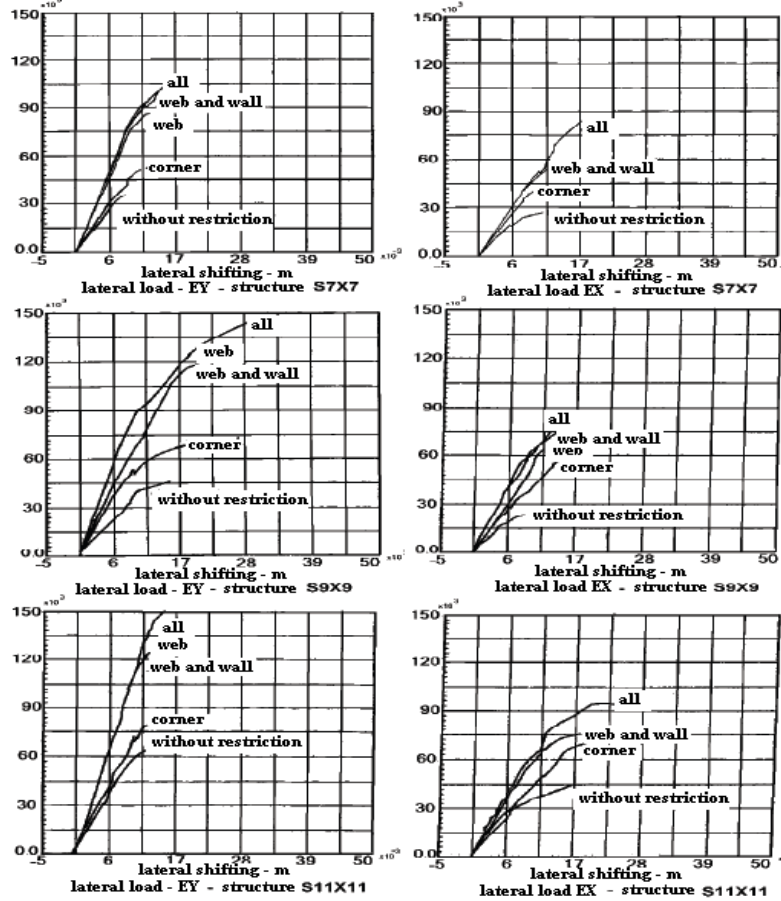 x10³
150
120
90
60
30
0.0
all
web and wall
web
corner
without restriction
-5
6
17
28
39
50
x10⁻³
lateral shifting - m
lateral load - EY - structure S7X7
x10³
150
120
90
60
30
0.0
all
web and wall
corner
without restriction
-5
6
17
28
39
50
lateral shifting - m
lateral load EX - structure S7X7
x10³
150
120
90
60
30
0.0
all
web
web and wall
corner
without restriction
-5
6
17
28
39
50
lateral shifting - m
lateral load - EY - structure S9X9
x10³
150
120
90
60
30
0.0
all
web and wall
web
corner
without restriction
-5
6
17
28
39
50
lateral shifting - m
lateral load EX - structure S9X9
x10³
150
120
90
60
30
0.0
all
web
web and wall
corner
without restriction
-5
6
17
28
39
50
x10⁻³
lateral shifting - m
lateral load - EY - structure S11X11
x10³
150
120
90
60
30
0.0
all
web and wall
corner
without restriction
-5
6
17
28
39
50
lateral shifting - m
lateral load EX - structure S11X11